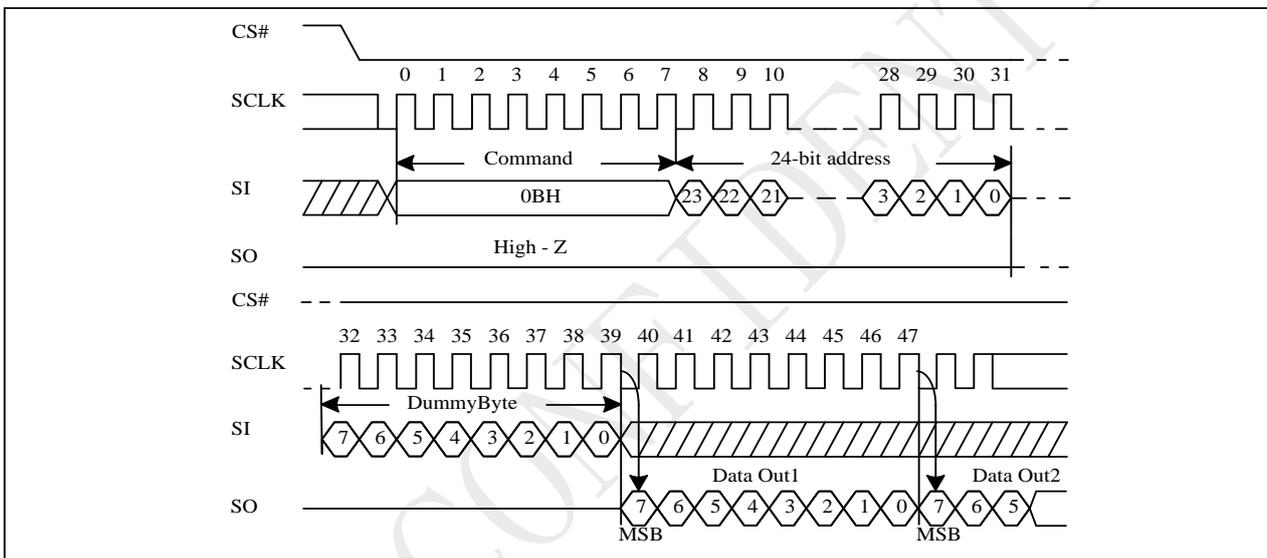 CS#
0 1 2 3 4 5 6 7 8 9 10 28 29 30 31
SCLK
Command 24-bit address
SI 0BH 23 22 21 3 2 1 0
High - Z
SO
CS#
32 33 34 35 36 37 38 39 40 41 42 43 44 45 46 47
SCLK
DummyByte
SI 7 6 5 4 3 2 1 0
Data Out1 Data Out2
SO 7 6 5 4 3 2 1 0 7 6 5
MSB MSB
CONFIDENT